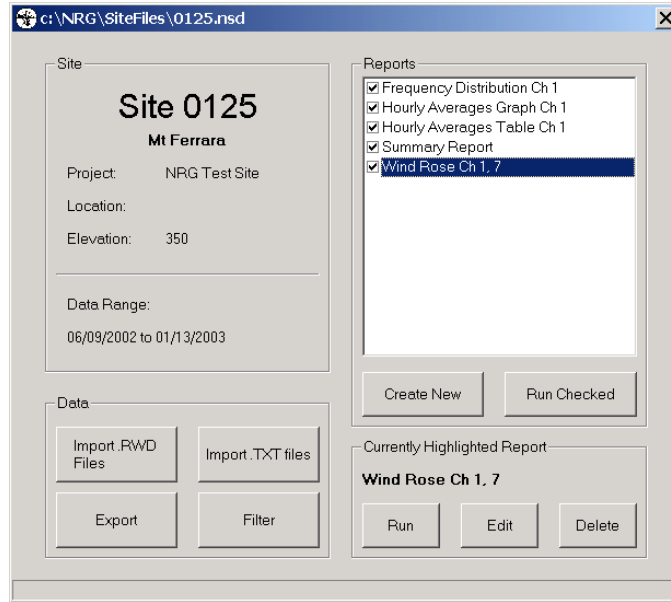 c:\NRG\SiteFiles\0125.nsd
Site
Site 0125
Mt Ferrara
Project: NRG Test Site
Location:
Elevation: 350
Data Range:
06/09/2002 to 01/13/2003
Reports
Frequency Distribution Ch 1
Hourly Averages Graph Ch 1
Hourly Averages Table Ch 1
Summary Report
Wind Rose Ch 1, 7
Create New
Run Checked
Data
Import .RWD
Files
Import .TXT files
Export
Filter
Currently Highlighted Report
Wind Rose Ch 1, 7
Run
Edit
Delete